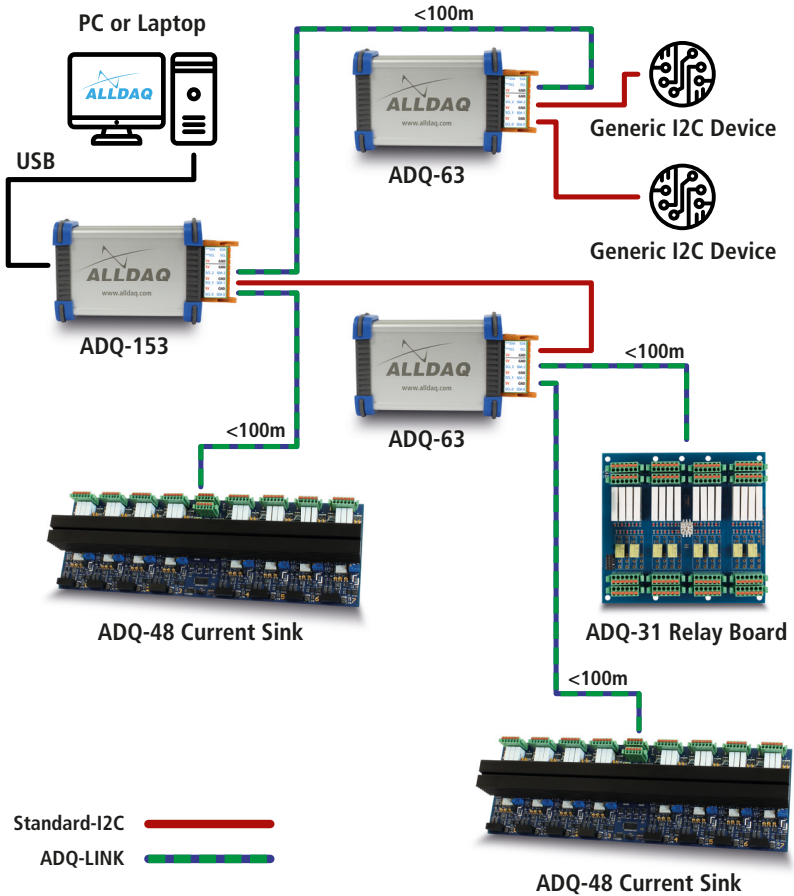 PC or Laptop
<100m
ALLDAQ
ALLDAQ
www.alldaq.com
Generic I2C Device
ADQ-63
USB
Generic I2C Device
ALLDAQ
www.alldaq.com
ADQ-153
ALLDAQ
www.alldaq.com
<100m
ADQ-63
<100m
ADQ-48 Current Sink
ADQ-31 Relay Board
<100m
Standard-I2C
ADQ-LINK
ADQ-48 Current Sink